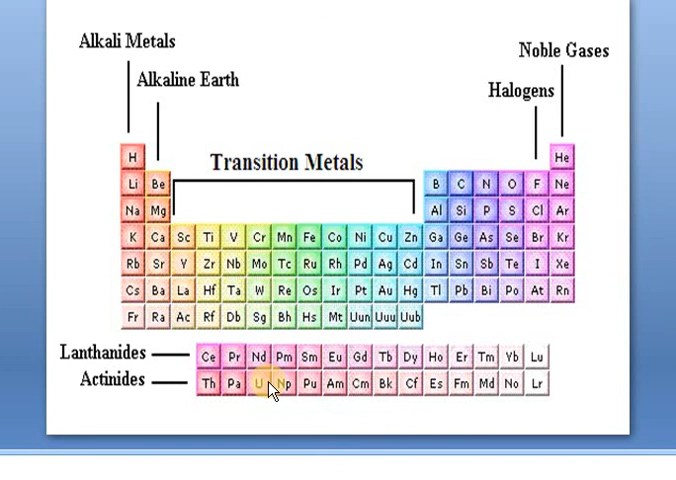 Alkali Metals
Noble Gases
Alkaline Earth
Halogens
H He
Transition Metals
Li Be B C N O F Ne
Na Mg Al Si P S Cl Ar
K Ca Sc Ti V Cr Mn Fe Co Ni Cu Zn Ga Ge As Se Br Kr
Rb Sr Y Zr Nb Mo Tc Ru Rh Pd Ag Cd In Sn Sb Te I Xe
Cs Ba La Hf Ta W Re Os Ir Pt Au Hg Tl Pb Bi Po At Rn
Fr Ra Ac Rf Db Sg Bh Hs Mt Uun Uuu Uub
Lanthanides Ce Pr Nd Pm Sm Eu Gd Tb Dy Ho Er Tm Yb Lu
Actinides Th Pa U Np Pu Am Cm Bk Cf Es Fm Md No Lr